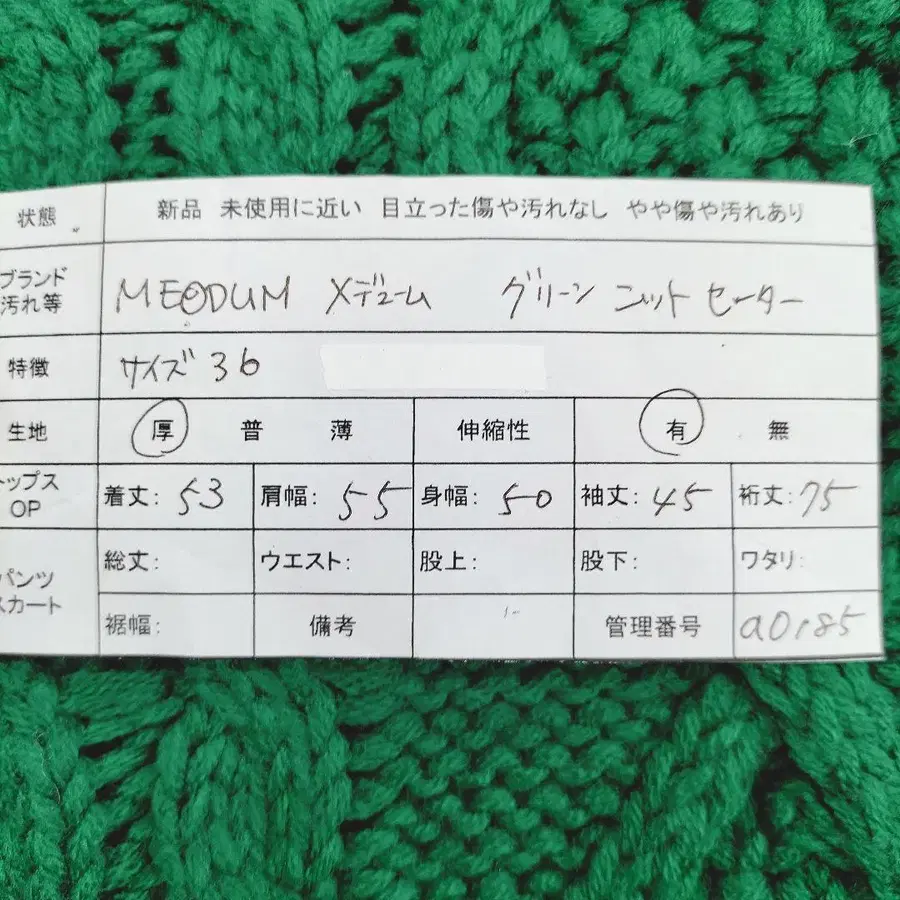 状態 新品 未使用に近い 目立った傷や汚れなし やや傷や汚れあり
ブランド
汚れ等 MEODUM メデューム グリーン ニット セーター
特徴 サイズ 36
生地 厚 普 薄 伸縮性 有 無
トップス
OP 着丈: 53 肩幅: 55 身幅: 50 袖丈: 45 裄丈: 75
パンツ
スカート 総丈: ウエスト: 股上: 股下: ワタリ:
裾幅: 備考 管理番号 a0185